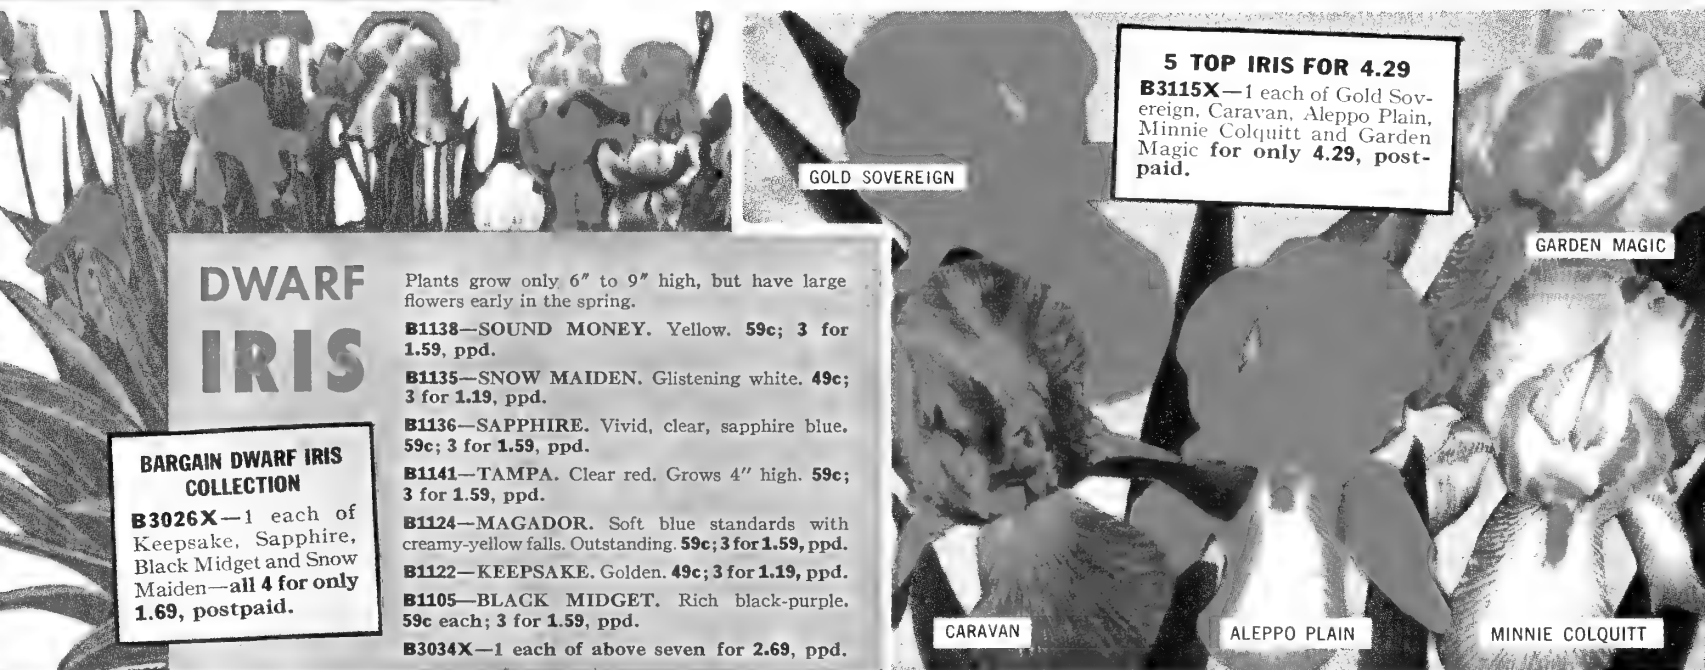 DWARF
IRIS
Plants grow only 6″ to 9″ high, but have large
flowers early in the spring.
B1138—SOUND MONEY. Yellow. 59c; 3 for
1.59, ppd.
B1135—SNOW MAIDEN. Glistening white. 49c;
3 for 1.19, ppd.
B1136—SAPPHIRE. Vivid, clear, sapphire blue.
59c; 3 for 1.59, ppd.
B1141—TAMPA. Clear red. Grows 4″ high. 59c;
3 for 1.59, ppd.
B1124—MAGADOR. Soft blue standards with
creamy-yellow falls. Outstanding. 59c; 3 for 1.59, ppd.
B1122—KEEPSAKE. Golden. 49c; 3 for 1.19, ppd.
B1105—BLACK MIDGET. Rich black-purple.
59c each; 3 for 1.59, ppd.
B3034X—1 each of above seven for 2.69, ppd.
BARGAIN DWARF IRIS
COLLECTION
B3026X—1 each of
Keepsake, Sapphire,
Black Midget and Snow
Maiden—all 4 for only
1.69, postpaid.
5 TOP IRIS FOR 4.29
B3115X—1 each of Gold Sov-
ereign, Caravan, Aleppo Plain,
Minnie Colquitt and Garden
Magic for only 4.29, post-
paid.
GOLD SOVEREIGN
GARDEN MAGIC
CARAVAN
ALEPPO PLAIN
MINNIE COLQUITT